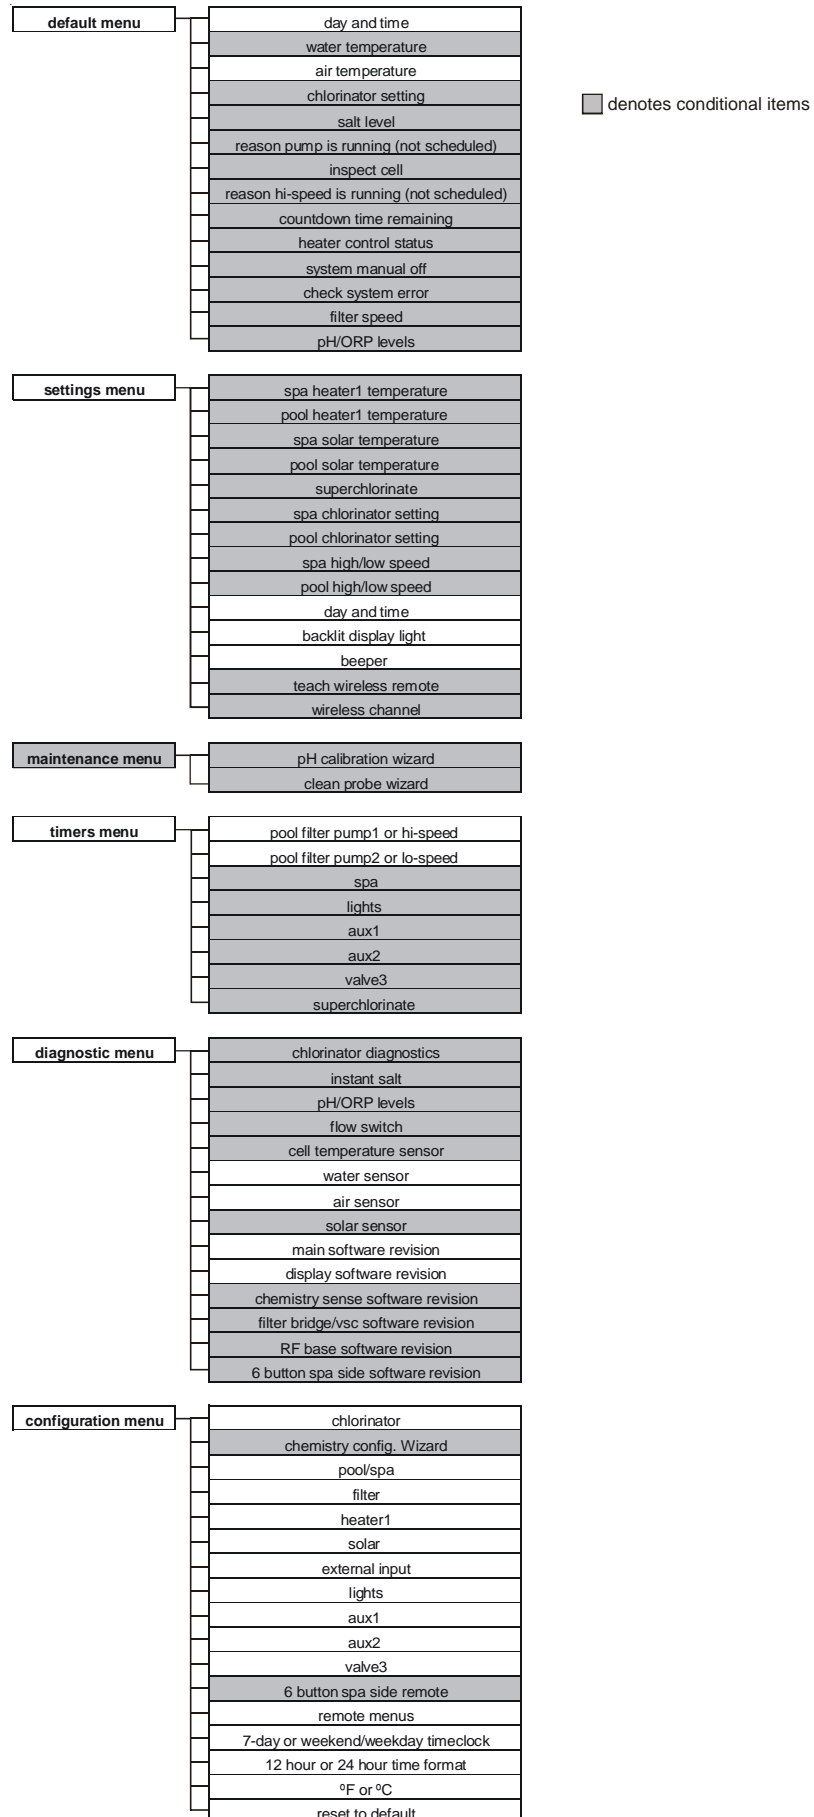 default menu
day and time
water temperature
air temperature
chlorinator setting
denotes conditional items
salt level
reason pump is running (not scheduled)
inspect cell
reason hi-speed is running (not scheduled)
countdown time remaining
heater control status
system manual off
check system error
filter speed
pH/ORP levels
settings menu
spa heater1 temperature
pool heater1 temperature
spa solar temperature
pool solar temperature
superchlorinate
spa chlorinator setting
pool chlorinator setting
spa high/low speed
pool high/low speed
day and time
backlit display light
beeper
teach wireless remote
wireless channel
maintenance menu
pH calibration wizard
clean probe wizard
timers menu
pool filter pump1 or hi-speed
pool filter pump2 or lo-speed
spa
lights
aux1
aux2
valve3
superchlorinate
diagnostic menu
chlorinator diagnostics
instant salt
pH/ORP levels
flow switch
cell temperature sensor
water sensor
air sensor
solar sensor
main software revision
display software revision
chemistry sense software revision
filter bridge/vsc software revision
RF base software revision
6 button spa side software revision
configuration menu
chlorinator
chemistry config. Wizard
pool/spa
filter
heater1
solar
external input
lights
aux1
aux2
valve3
6 button spa side remote
remote menus
7-day or weekend/weekday timeclock
12 hour or 24 hour time format
ºF or ºC
reset to default